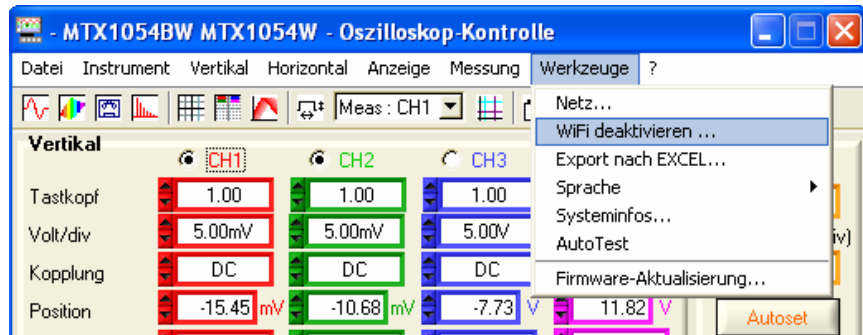 - MTX1054BW MTX1054W - Oszilloskop-Kontrolle
Datei Instrument Vertikal Horizontal Anzeige Messung Werkzeuge ?
Meas : CH1
Netz...
WiFi deaktivieren ...
Export nach EXCEL...
Sprache
Systeminfos...
AutoTest
Firmware-Aktualisierung...
Vertikal
CH1 CH2 CH3
Tastkopf 1.00 1.00 1.00
Volt/div 5.00mV 5.00mV 5.00V iv)
Kopplung DC DC DC
Position -15.45 mV -10.68 mV -7.73 V 11.82 V
Autoset